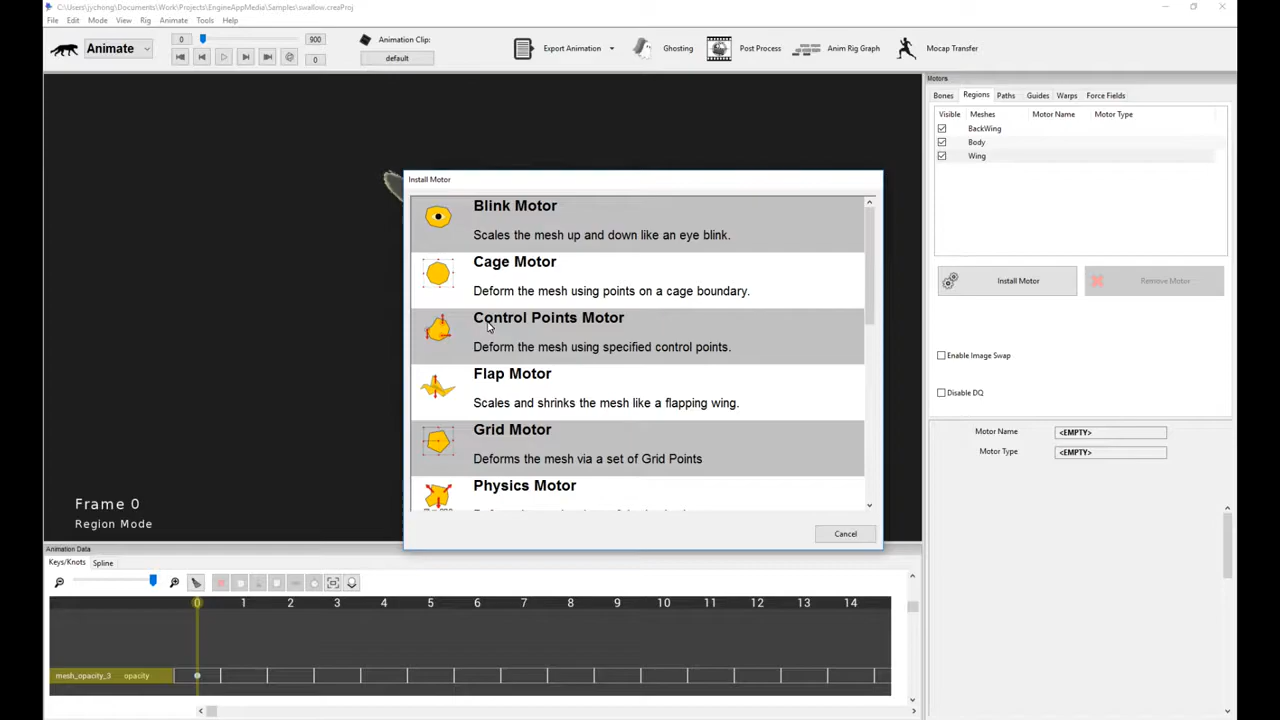 C:\Users\jychong\Documents\Work\Projects\EngineAppMedia\Samples\swallow.creaProj
File Edit Mode View Rig Animate Tools Help
Animate
0 900
0
Animation Clip:
default
Export Animation
Ghosting
Post Process
Anim Rig Graph
Mocap Transfer
Motors
Bones Regions Paths Guides Warps Force Fields
Visible Meshes Motor Name Motor Type
BackWing
Body
Wing
Install Motor Remove Motor
Enable Image Swap
Disable DQ
Motor Name <EMPTY>
Motor Type <EMPTY>
Install Motor
Blink Motor
Scales the mesh up and down like an eye blink.
Cage Motor
Deform the mesh using points on a cage boundary.
Control Points Motor
Deform the mesh using specified control points.
Flap Motor
Scales and shrinks the mesh like a flapping wing.
Grid Motor
Deforms the mesh via a set of Grid Points
Physics Motor
Cancel
Frame 0
Region Mode
Animation Data
Keys/Knots Spline
0 1 2 3 4 5 6 7 8 9 10 11 12 13 14
mesh_opacity_3 opacity